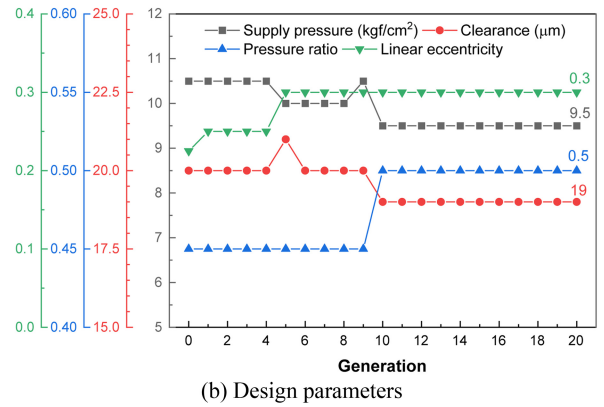 0.4 0.60 25.0 12
Supply pressure (kgf/cm²) Clearance (μm)
Pressure ratio Linear eccentricity
11
0.3 0.55 22.5 10 0.3
9.5
9
0.2 0.50 20.0 0.5
8 19
0.1 0.45 17.5 7
6
0.0 0.40 15.0 5
0 2 4 6 8 10 12 14 16 18 20
Generation
(b) Design parameters